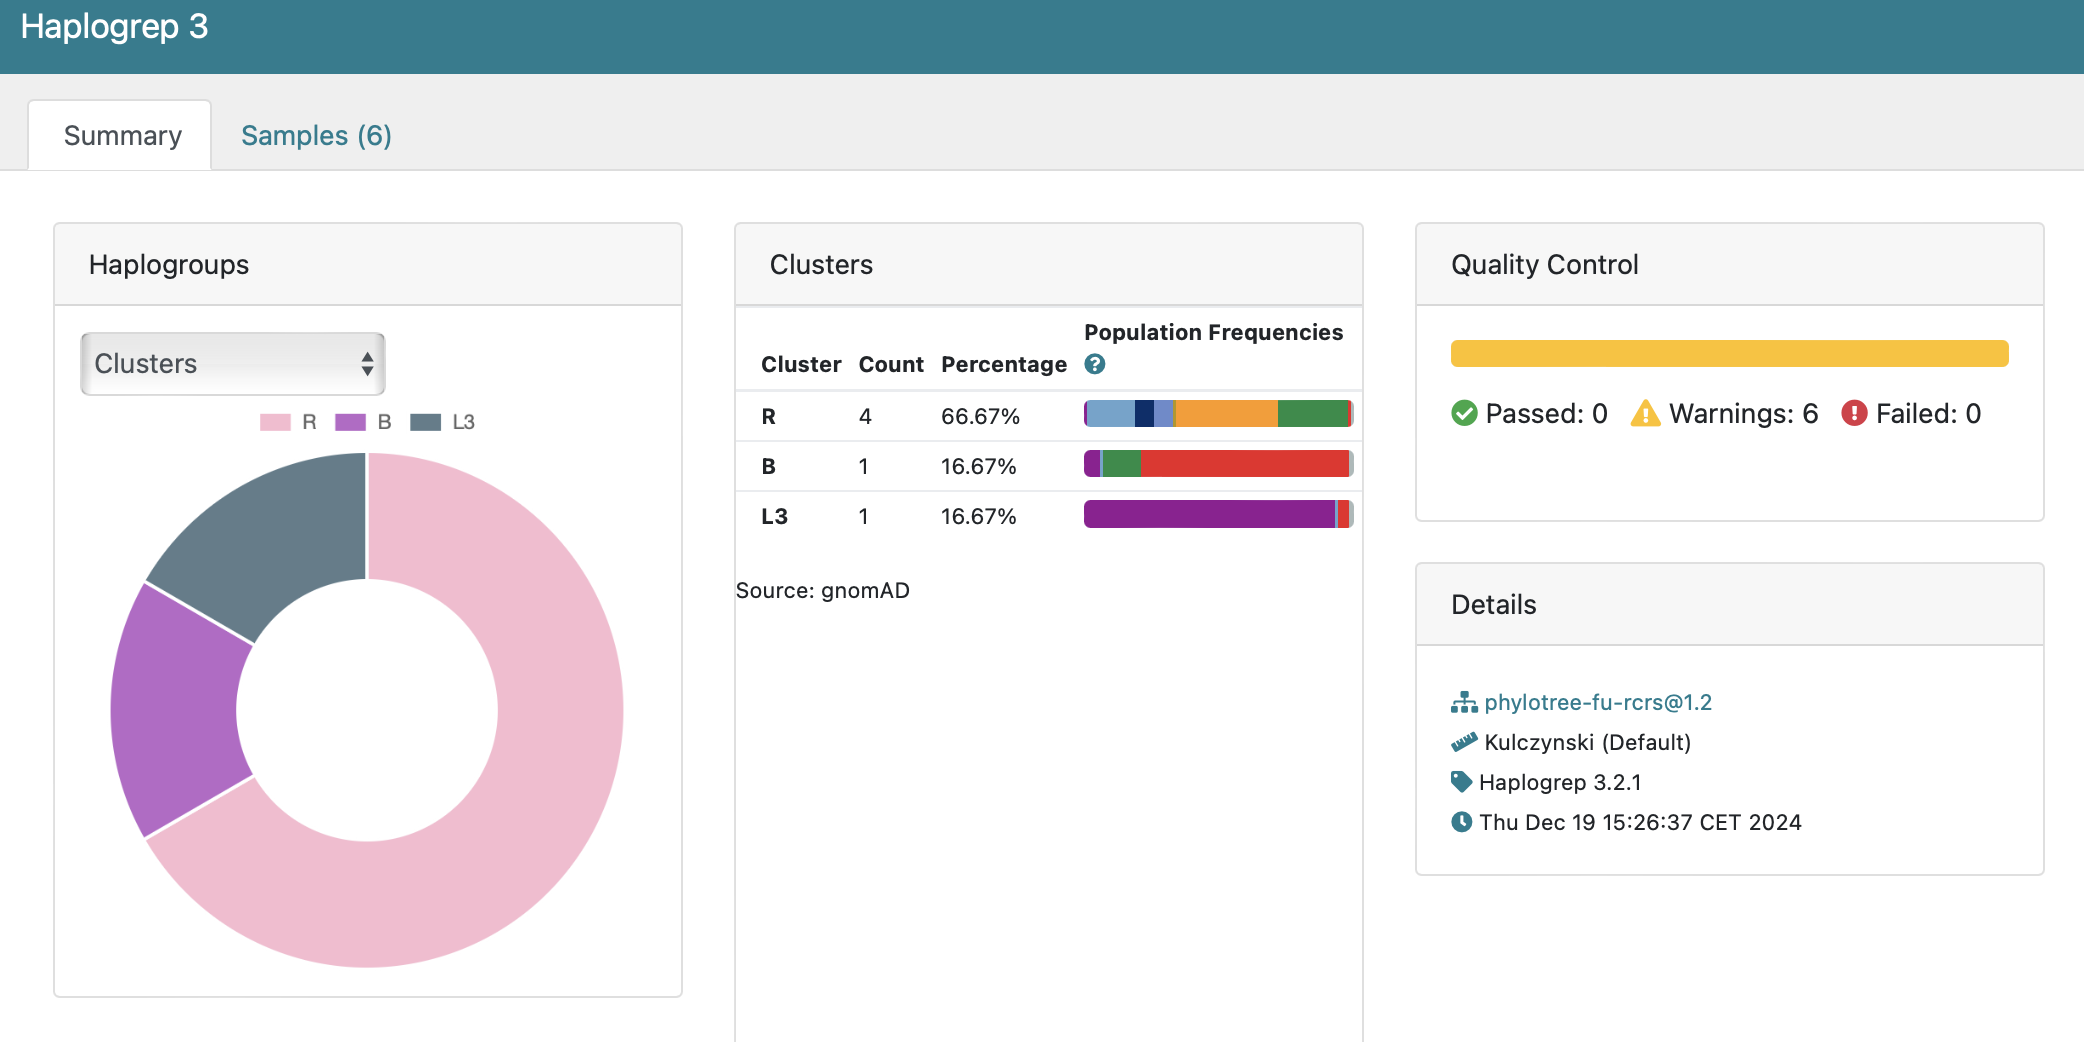 Haplogrep 3
Summary
Samples (6)
Haplogroups
Clusters
R B L3
Clusters
Cluster Count Percentage Population Frequencies ?
R 4 66.67%
B 1 16.67%
L3 1 16.67%
Source: gnomAD
Quality Control
Passed: 0 Warnings: 6 Failed: 0
Details
phylotree-fu-rcrs@1.2
Kulczynski (Default)
Haplogrep 3.2.1
Thu Dec 19 15:26:37 CET 2024